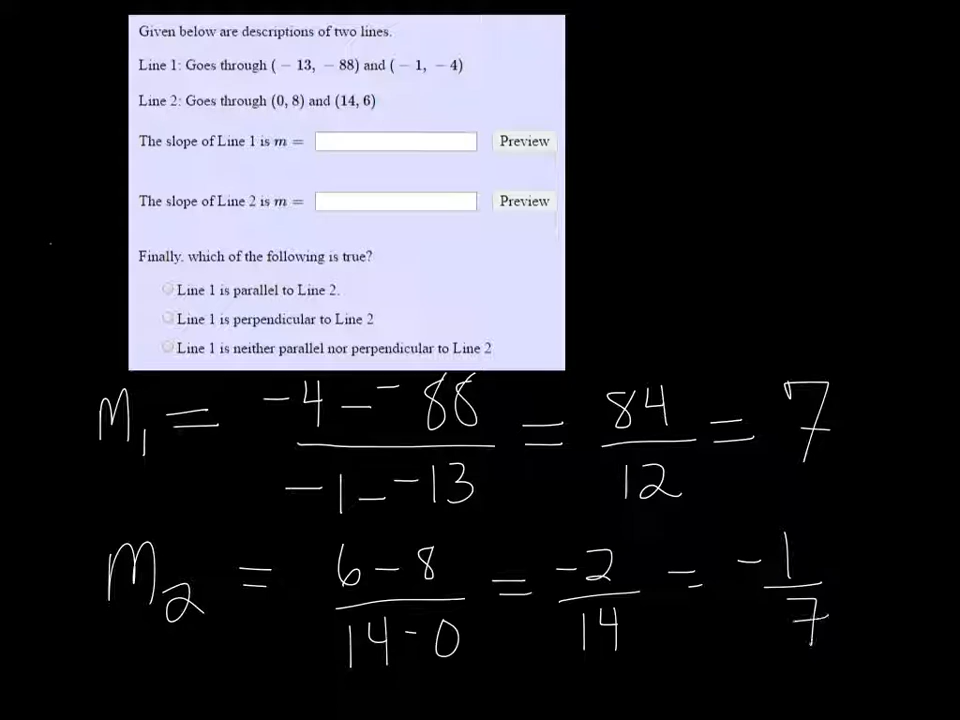 Given below are descriptions of two lines.
Line 1: Goes through (− 13, − 88) and (− 1, − 4)
Line 2: Goes through (0, 8) and (14, 6)
The slope of Line 1 is m = Preview
The slope of Line 2 is m = Preview
Finally, which of the following is true?
Line 1 is parallel to Line 2.
Line 1 is perpendicular to Line 2
Line 1 is neither parallel nor perpendicular to Line 2
M₁ = (-4 - -88)/(-1 - -13) = 84/12 = 7
M₂ = (6-8)/(14-0) = -2/14 = -1/7